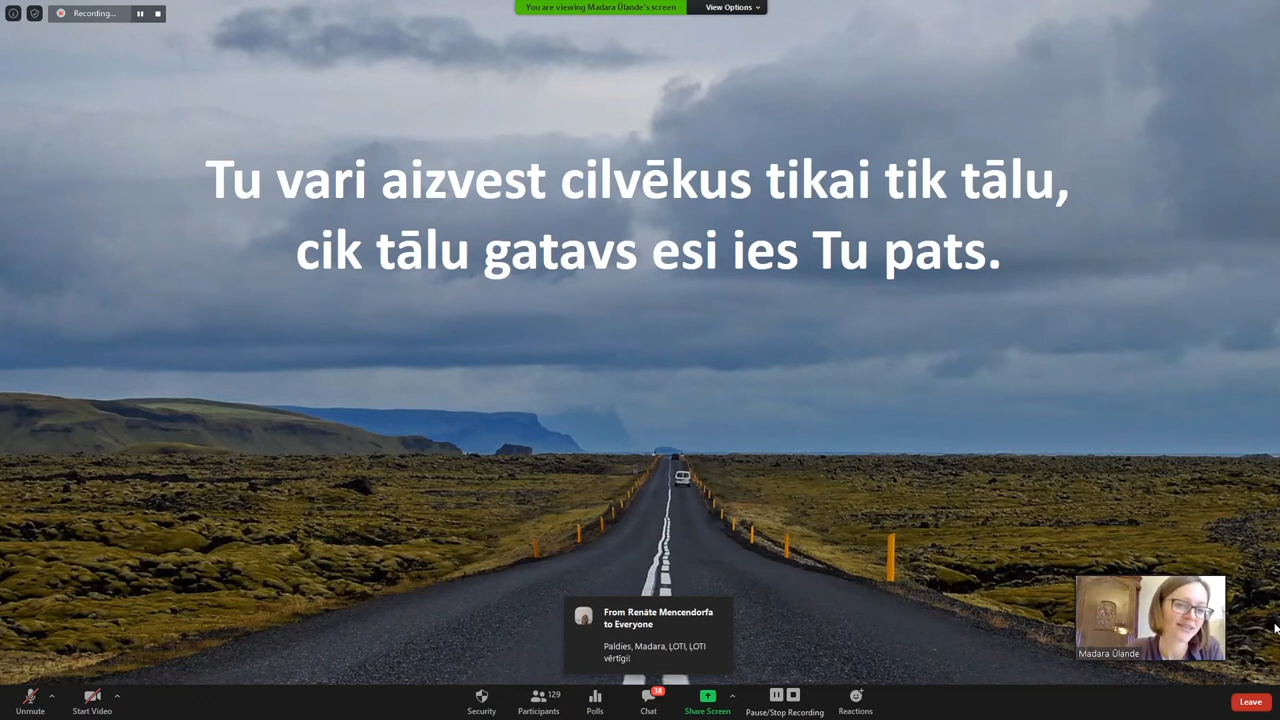 Recording...
You are viewing Madara Ūlande's screen
View Options
Tu vari aizvest cilvēkus tikai tik tālu,
cik tālu gatavs esi ies Tu pats.
From Renāte Mencendorfa
to Everyone
Paldies, Madara, ĻOTI, ĻOTI
vērtīgi!
Madara Ūlande
Unmute
Start Video
Security
Participants
129
Polls
Chat
38
Share Screen
Pause/Stop Recording
Reactions
Leave